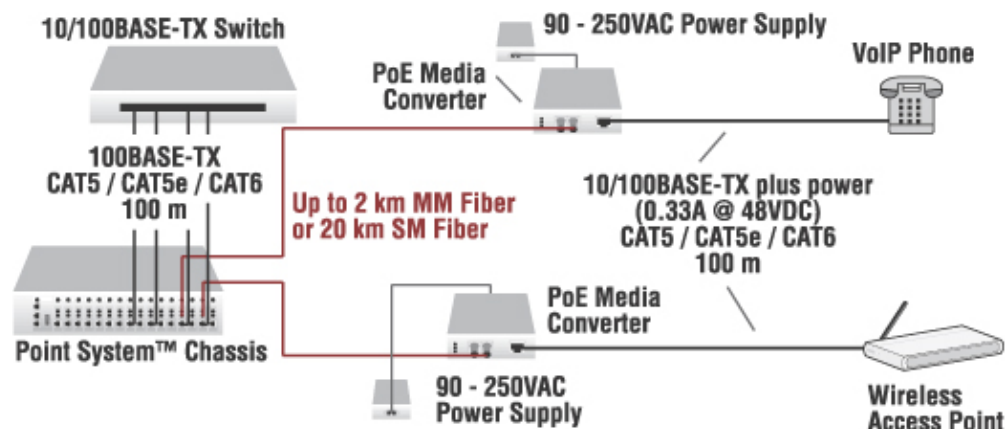 10/100BASE-TX Switch
90 - 250VAC Power Supply
VoIP Phone
PoE Media
Converter
100BASE-TX
CAT5 / CAT5e / CAT6
100 m
Up to 2 km MM Fiber
or 20 km SM Fiber
10/100BASE-TX plus power
(0.33A @ 48VDC)
CAT5 / CAT5e / CAT6
100 m
Point System™ Chassis
PoE Media
Converter
90 - 250VAC
Power Supply
Wireless
Access Point